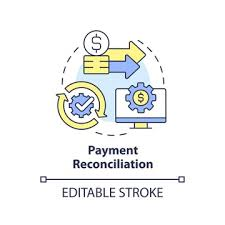 $
$
Payment
Reconciliation
EDITABLE STROKE